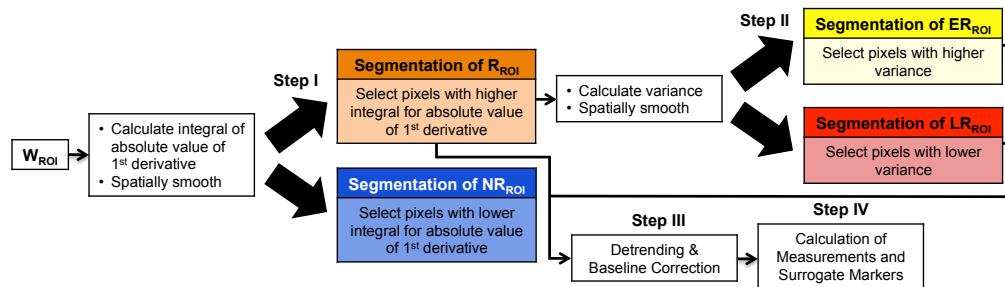 W_ROI
• Calculate integral of
absolute value of
1st derivative
• Spatially smooth
Step I
Segmentation of R_ROI
Select pixels with higher
integral for absolute value
of 1st derivative
Segmentation of NR_ROI
Select pixels with lower
integral for absolute value
of 1st derivative
• Calculate variance
• Spatially smooth
Step II
Segmentation of ER_ROI
Select pixels with higher
variance
Segmentation of LR_ROI
Select pixels with lower
variance
Step III
Detrending &
Baseline Correction
Step IV
Calculation of
Measurements and
Surrogate Markers